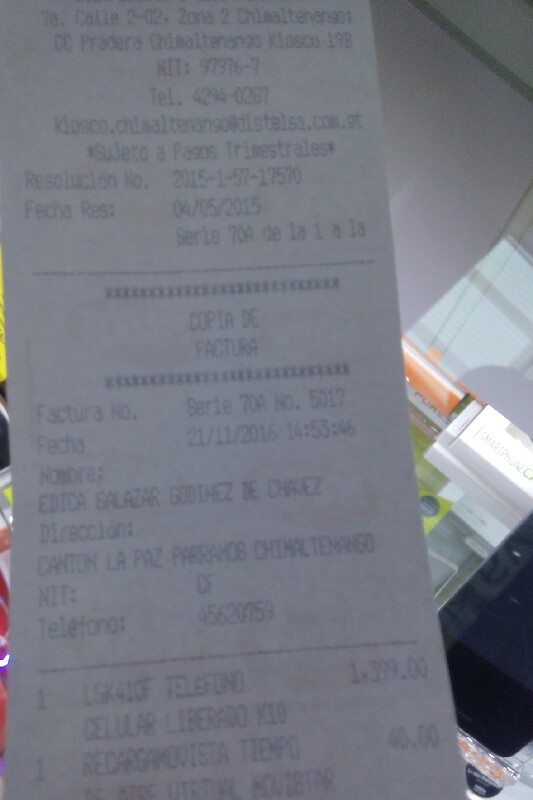 7a. Calle 2-02, Zona 2 Chimaltenango;
CC Pradera Chimaltenango Kiosco 19B
NIT: 97976-7
Tel. 4294-0287
kiosco.chimaltenango@distelsa.com.gt
*Sujeto a Pagos Trimestrales*
Resolución No. 2015-1-57-17570
Fecha Res: 04/05/2015
Serie 70A de la 1 a la
COPIA DE
FACTURA
Factura No. Serie 70A No. 5017
Fecha 21/11/2016 14:53:46
Nombre:
EDICA SALAZAR GODINEZ DE CHAVEZ
Dirección:
CANTON LA PAZ PARRAMOS CHIMALTENANGO
NIT: CF
Teléfono: 45620759
1 LGK410F TELEFONO 1,399.00
CELULAR LIBERADO K10
1 RECARGAMOVISTA TIEMPO 40.00
DE AIRE VIRTUAL MOVISTAR
SMARTPHONE